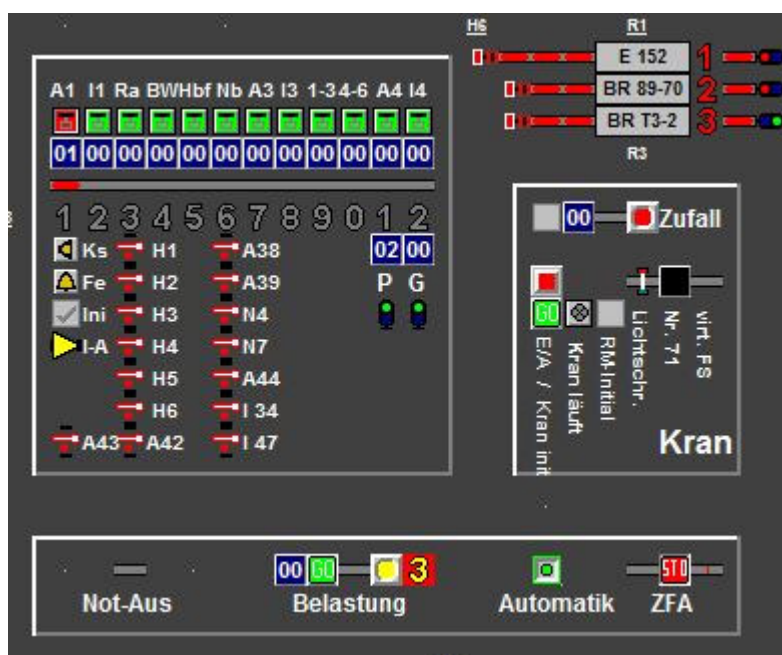 H6 R1
E 152 1
BR 89-70 2
BR T3-2 3
R3
A1 I1 Ra BW Hbf Nb A3 I3 1-3 4-6 A4 I4
01 00 00 00 00 00 00 00 00 00 00 00
1 2 3 4 5 6 7 8 9 0 1 2
Ks H1 A38 02 00
Fe H2 A39 P G
Ini H3 N4
I-A H4 N7
H5 A44
H6 I 34
A43 A42 I 47
00 Zufall
GO
E/A / Kran init
Kran läuft
RM-Initial
Lichtschr.
Nr. 71
virt. FS
Kran
00 GO 3 STO
Not-Aus Belastung Automatik ZFA